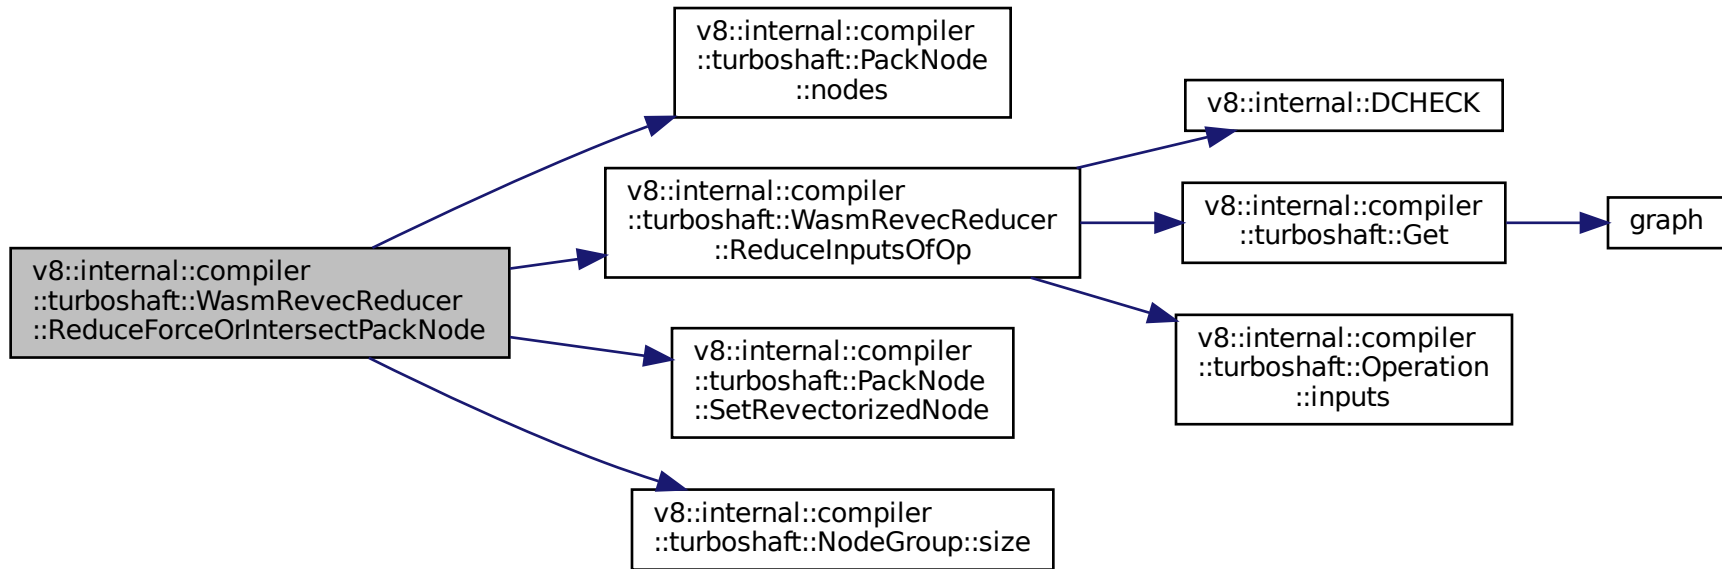 v8::internal::compiler
::turboshaft::WasmRevecReducer
::ReduceForceOrIntersectPackNode
v8::internal::compiler
::turboshaft::PackNode
::nodes
v8::internal::compiler
::turboshaft::WasmRevecReducer
::ReduceInputsOfOp
v8::internal::DCHECK
v8::internal::compiler
::turboshaft::Get
graph
v8::internal::compiler
::turboshaft::Operation
::inputs
v8::internal::compiler
::turboshaft::PackNode
::SetRevectorizedNode
v8::internal::compiler
::turboshaft::NodeGroup::size